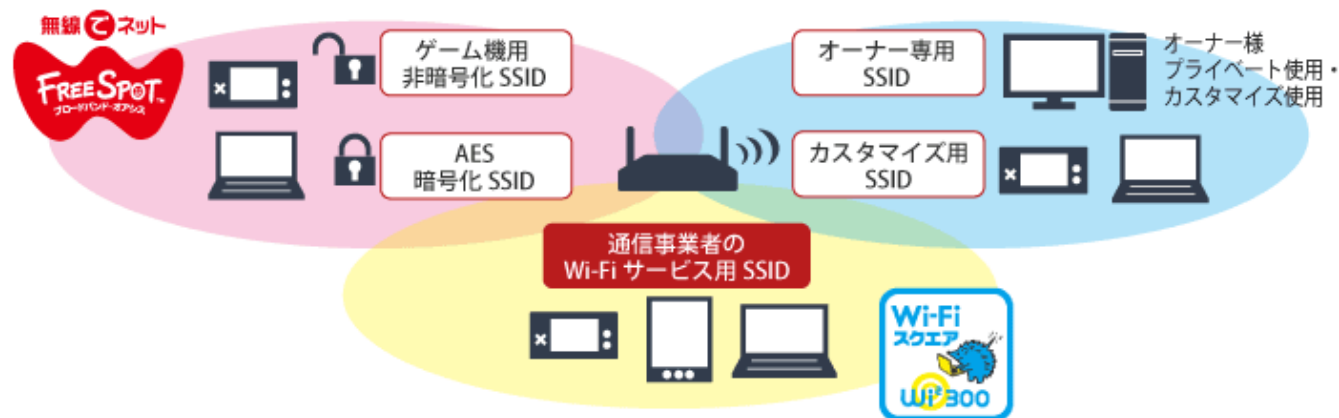 無線でネット
FREESPOT™
ブロードバンド・オアシス
ゲーム機用
非暗号化 SSID
AES
暗号化 SSID
オーナー専用
SSID
オーナー様
プライベート使用・
カスタマイズ使用
カスタマイズ用
SSID
通信事業者の
Wi-Fi サービス用 SSID
Wi-Fi
スクエア
Wi2 300